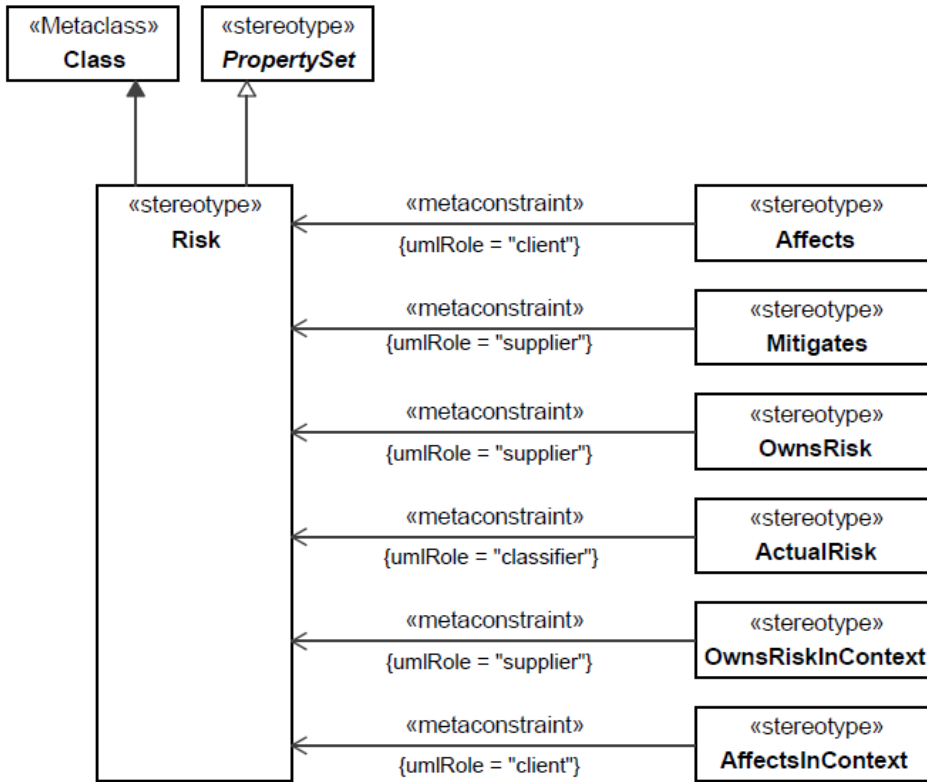 «Metaclass»
Class
«stereotype»
PropertySet
«stereotype»
Risk
«metaconstraint»
{umlRole = "client"}
«stereotype»
Affects
«metaconstraint»
{umlRole = "supplier"}
«stereotype»
Mitigates
«metaconstraint»
{umlRole = "supplier"}
«stereotype»
OwnsRisk
«metaconstraint»
{umlRole = "classifier"}
«stereotype»
ActualRisk
«metaconstraint»
{umlRole = "supplier"}
«stereotype»
OwnsRiskInContext
«metaconstraint»
{umlRole = "client"}
«stereotype»
AffectsInContext